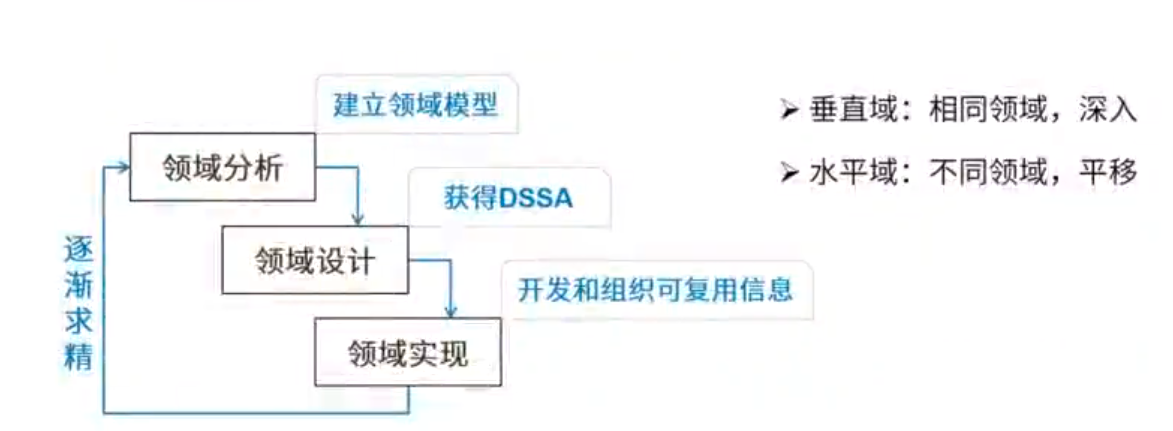 建立领域模型
领域分析
获得DSSA
领域设计
开发和组织可复用信息
领域实现
逐渐求精
➢ 垂直域：相同领域，深入
➢ 水平域：不同领域，平移